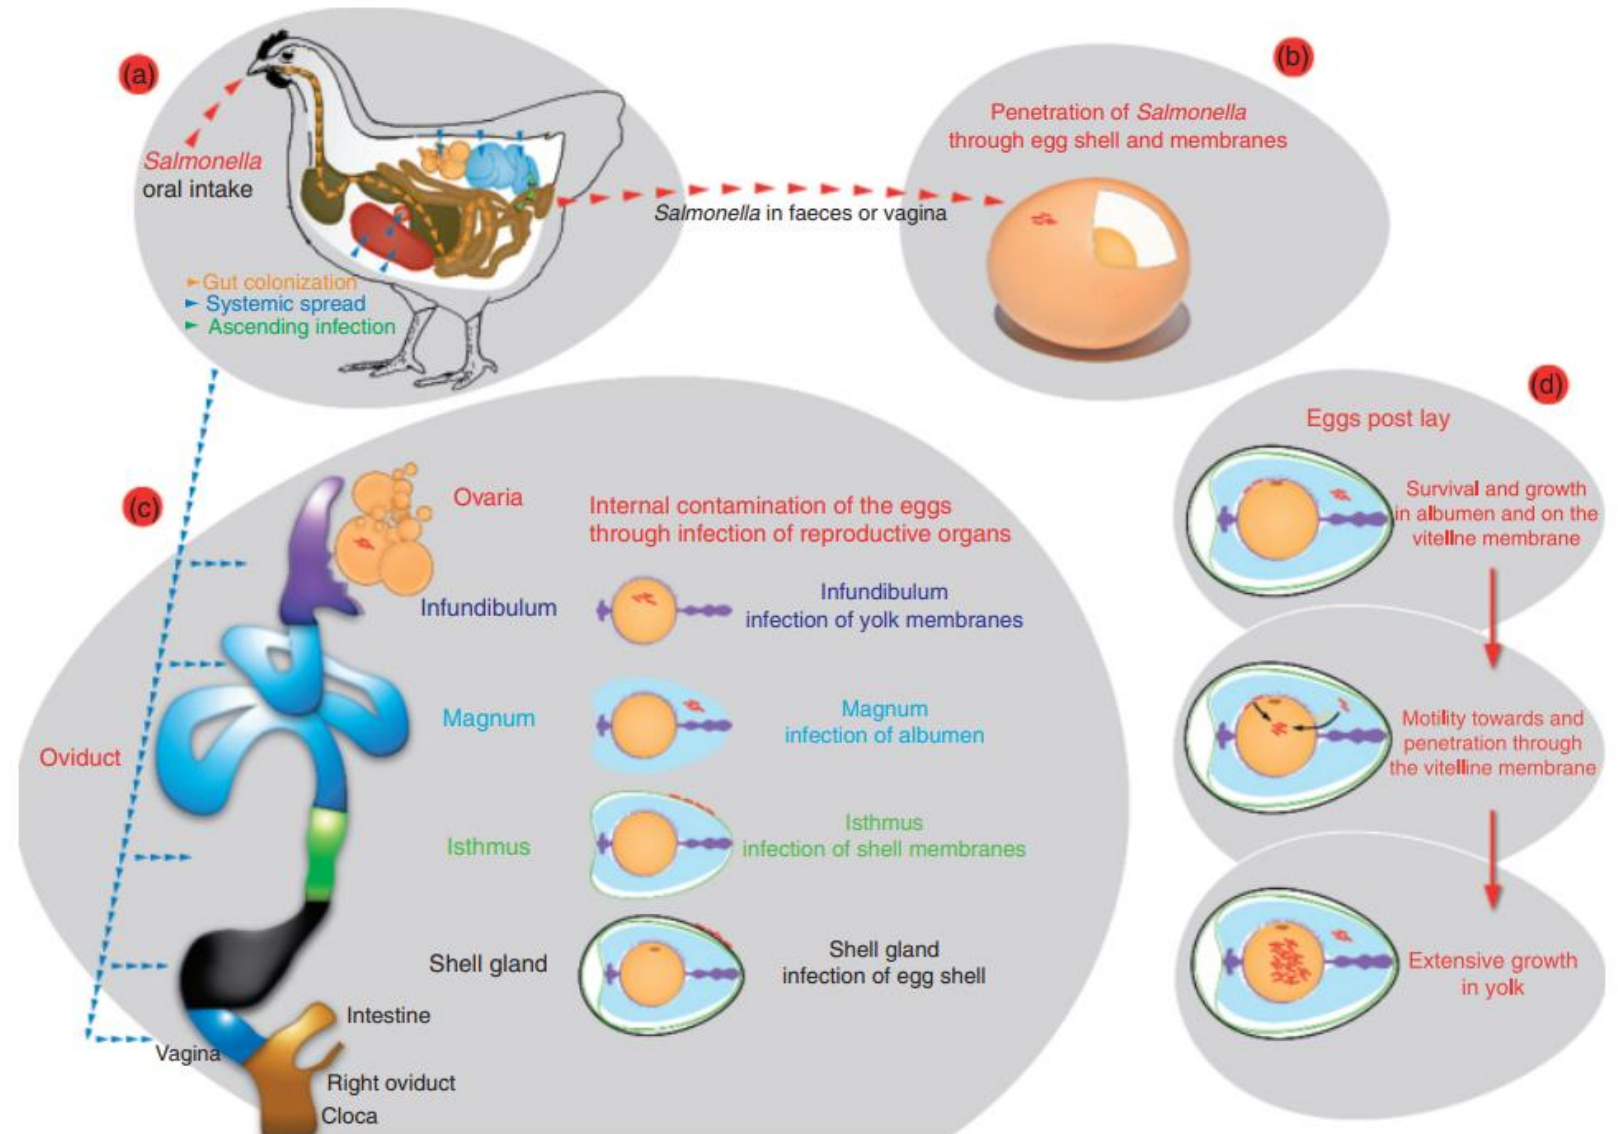 (a)
Salmonella
oral intake
Gut colonization
Systemic spread
Ascending infection
Salmonella in faeces or vagina
(b)
Penetration of Salmonella
through egg shell and membranes
(c)
Ovaria
Internal contamination of the eggs
through infection of reproductive organs
Infundibulum
Infundibulum
infection of yolk membranes
Magnum
Magnum
infection of albumen
Oviduct
Isthmus
Isthmus
infection of shell membranes
Shell gland
Shell gland
infection of egg shell
Intestine
Vagina
Right oviduct
Cloca
(d)
Eggs post lay
Survival and growth
in albumen and on the
vitellne membrane
Motility towards and
penetration through
the vitelline membrane
Extensive growth
in yolk